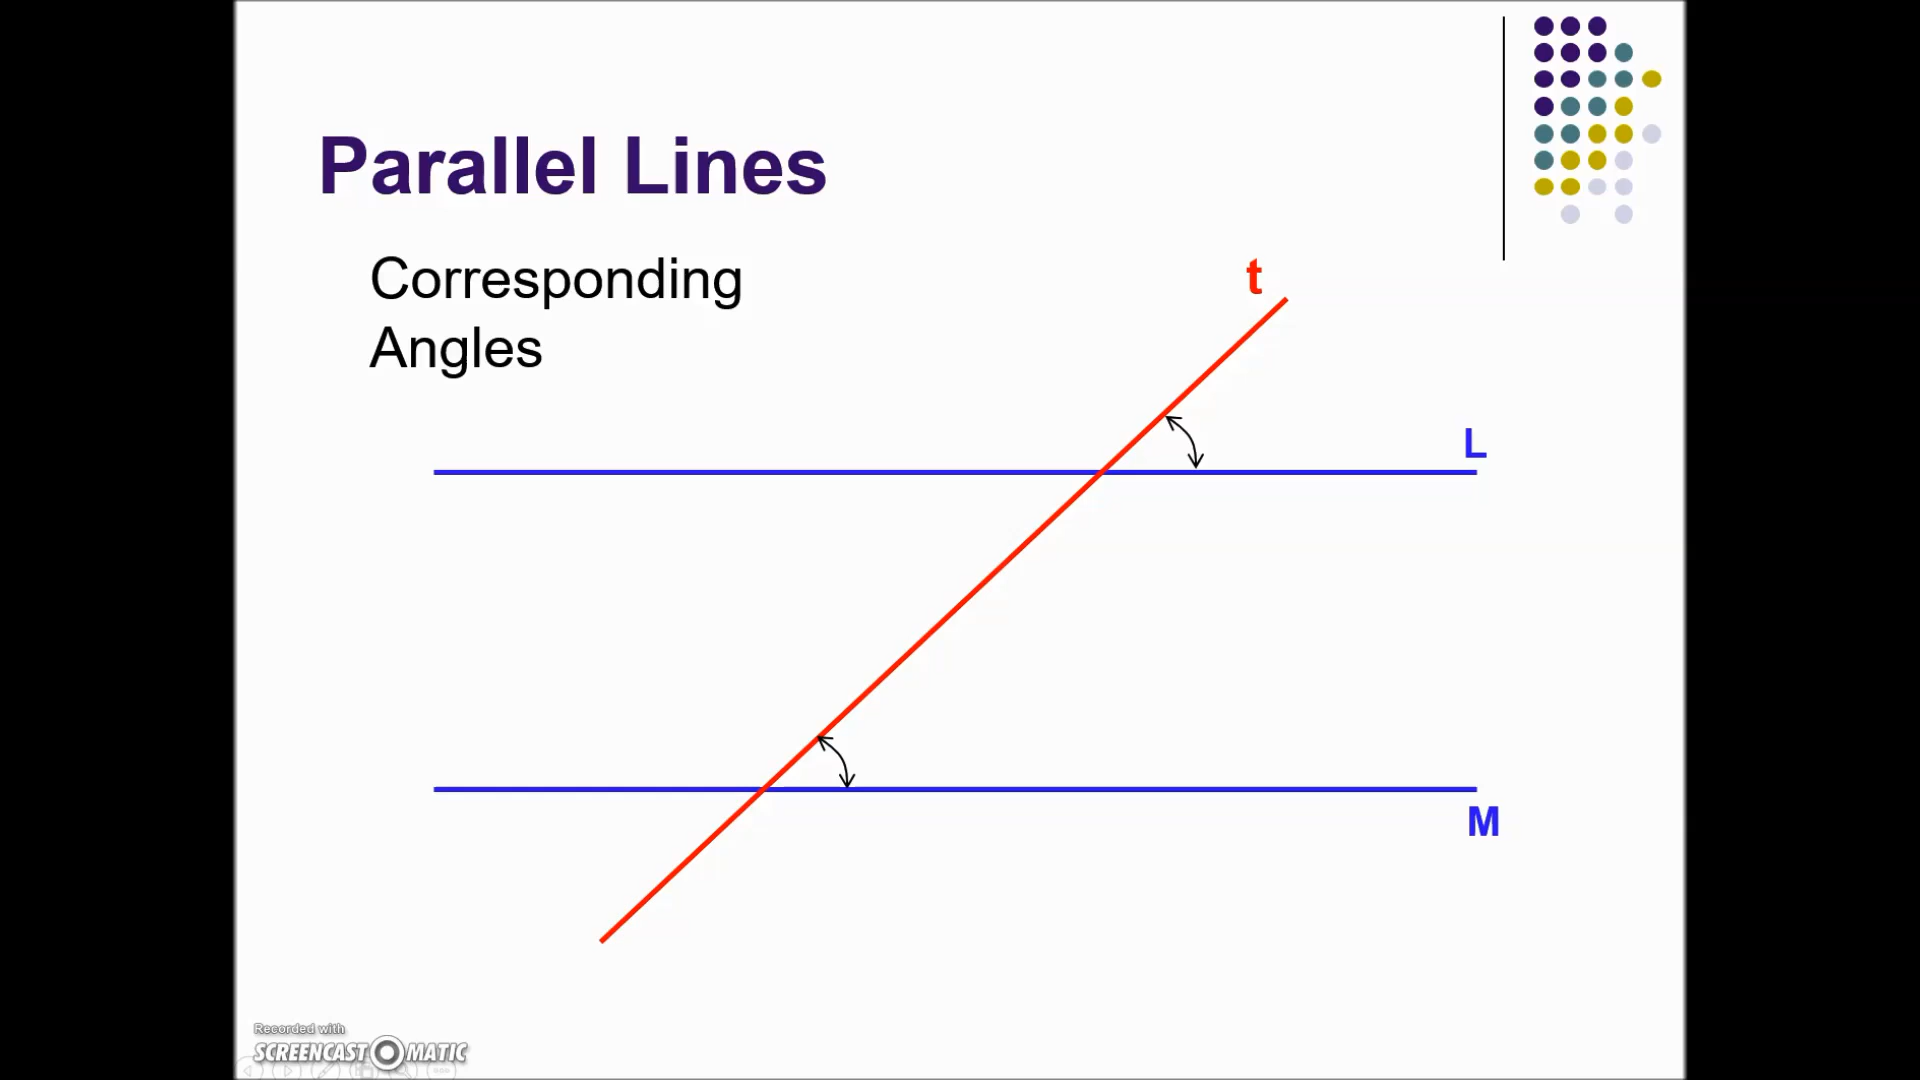 Parallel Lines
Corresponding
Angles
t
L
M
Recorded with
SCREENCAST MATIC